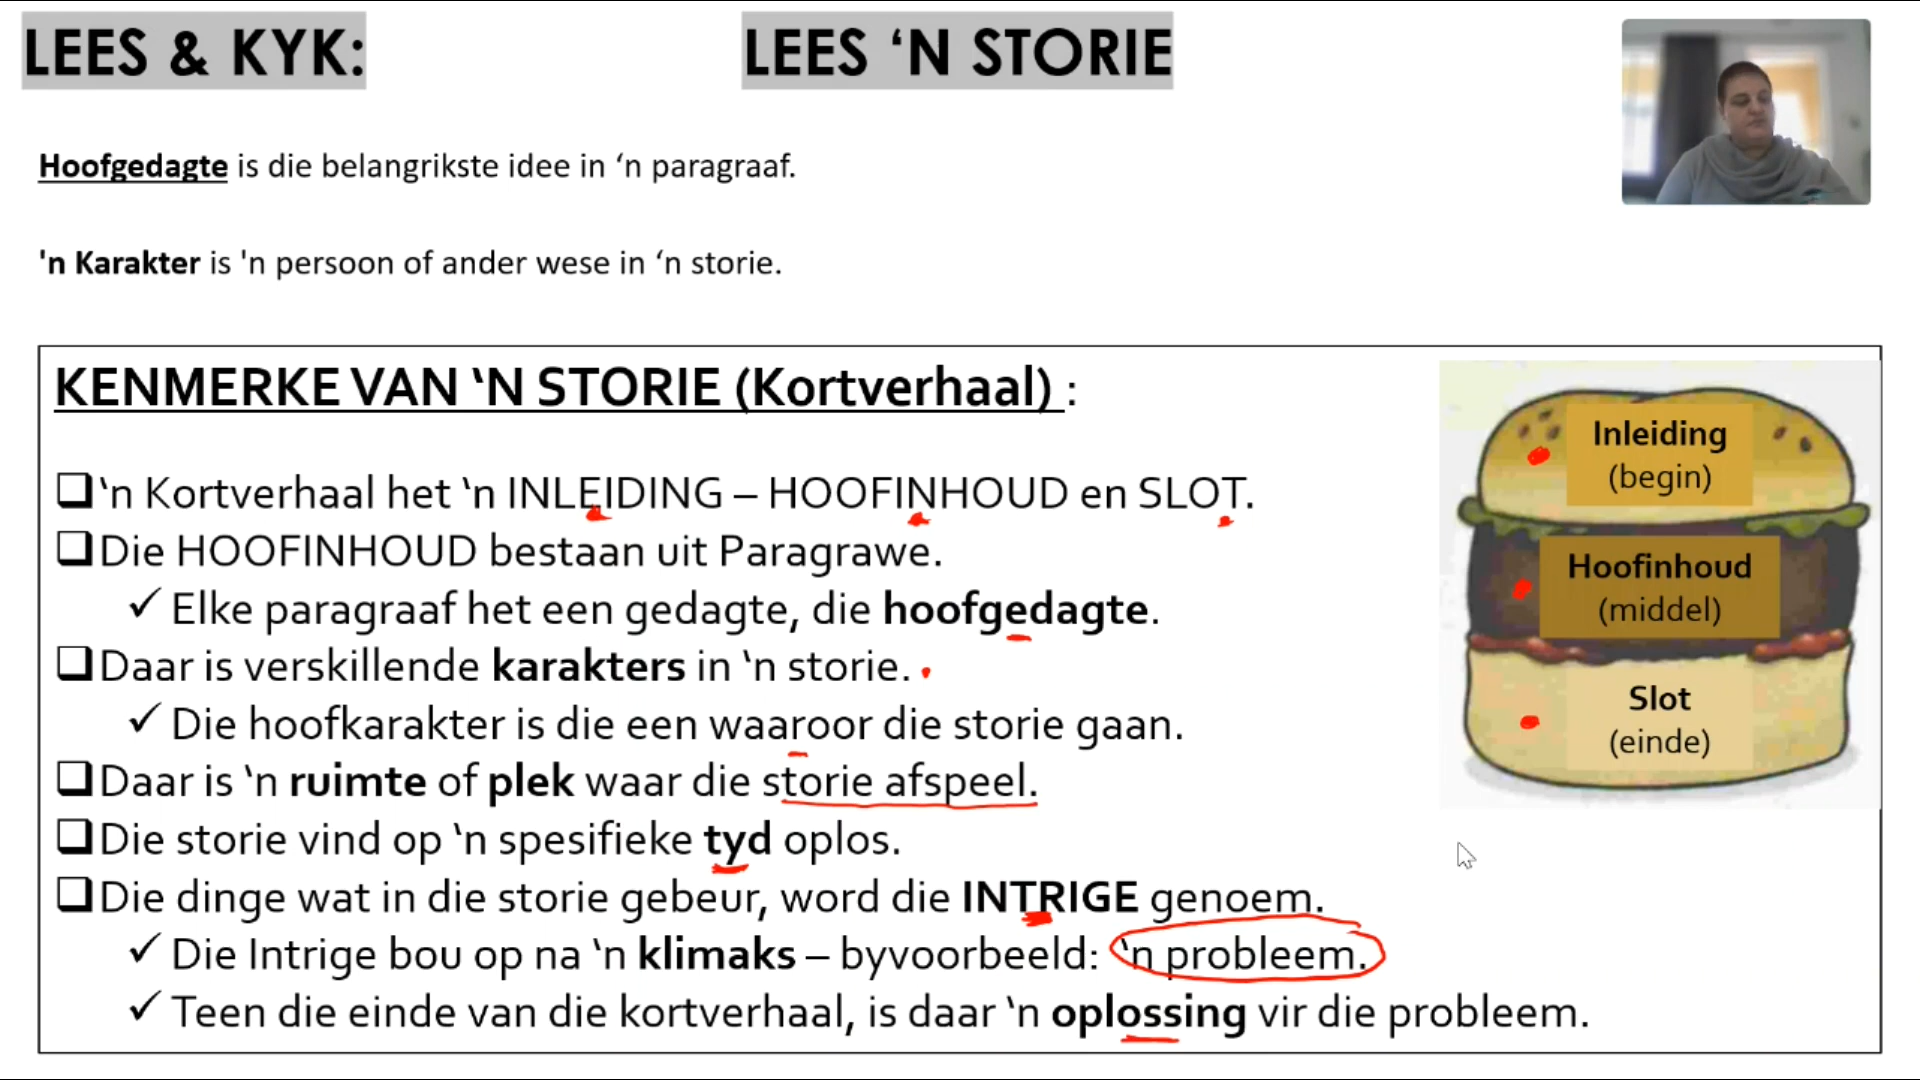 LEES & KYK:
LEES ‘N STORIE
Hoofgedagte is die belangrikste idee in ‘n paragraaf.
'n Karakter is 'n persoon of ander wese in ‘n storie.
KENMERKE VAN ‘N STORIE (Kortverhaal) :
❑‘n Kortverhaal het ‘n INLEIDING – HOOFINHOUD en SLOT.
❑Die HOOFINHOUD bestaan uit Paragrawe.
✓ Elke paragraaf het een gedagte, die hoofgedagte.
❑Daar is verskillende karakters in ‘n storie.
✓ Die hoofkarakter is die een waaroor die storie gaan.
❑Daar is ‘n ruimte of plek waar die storie afspeel.
❑Die storie vind op ‘n spesifieke tyd oplos.
❑Die dinge wat in die storie gebeur, word die INTRIGE genoem.
✓ Die Intrige bou op na ‘n klimaks – byvoorbeeld: ‘n probleem.
✓ Teen die einde van die kortverhaal, is daar ‘n oplossing vir die probleem.
Inleiding
(begin)
Hoofinhoud
(middel)
Slot
(einde)